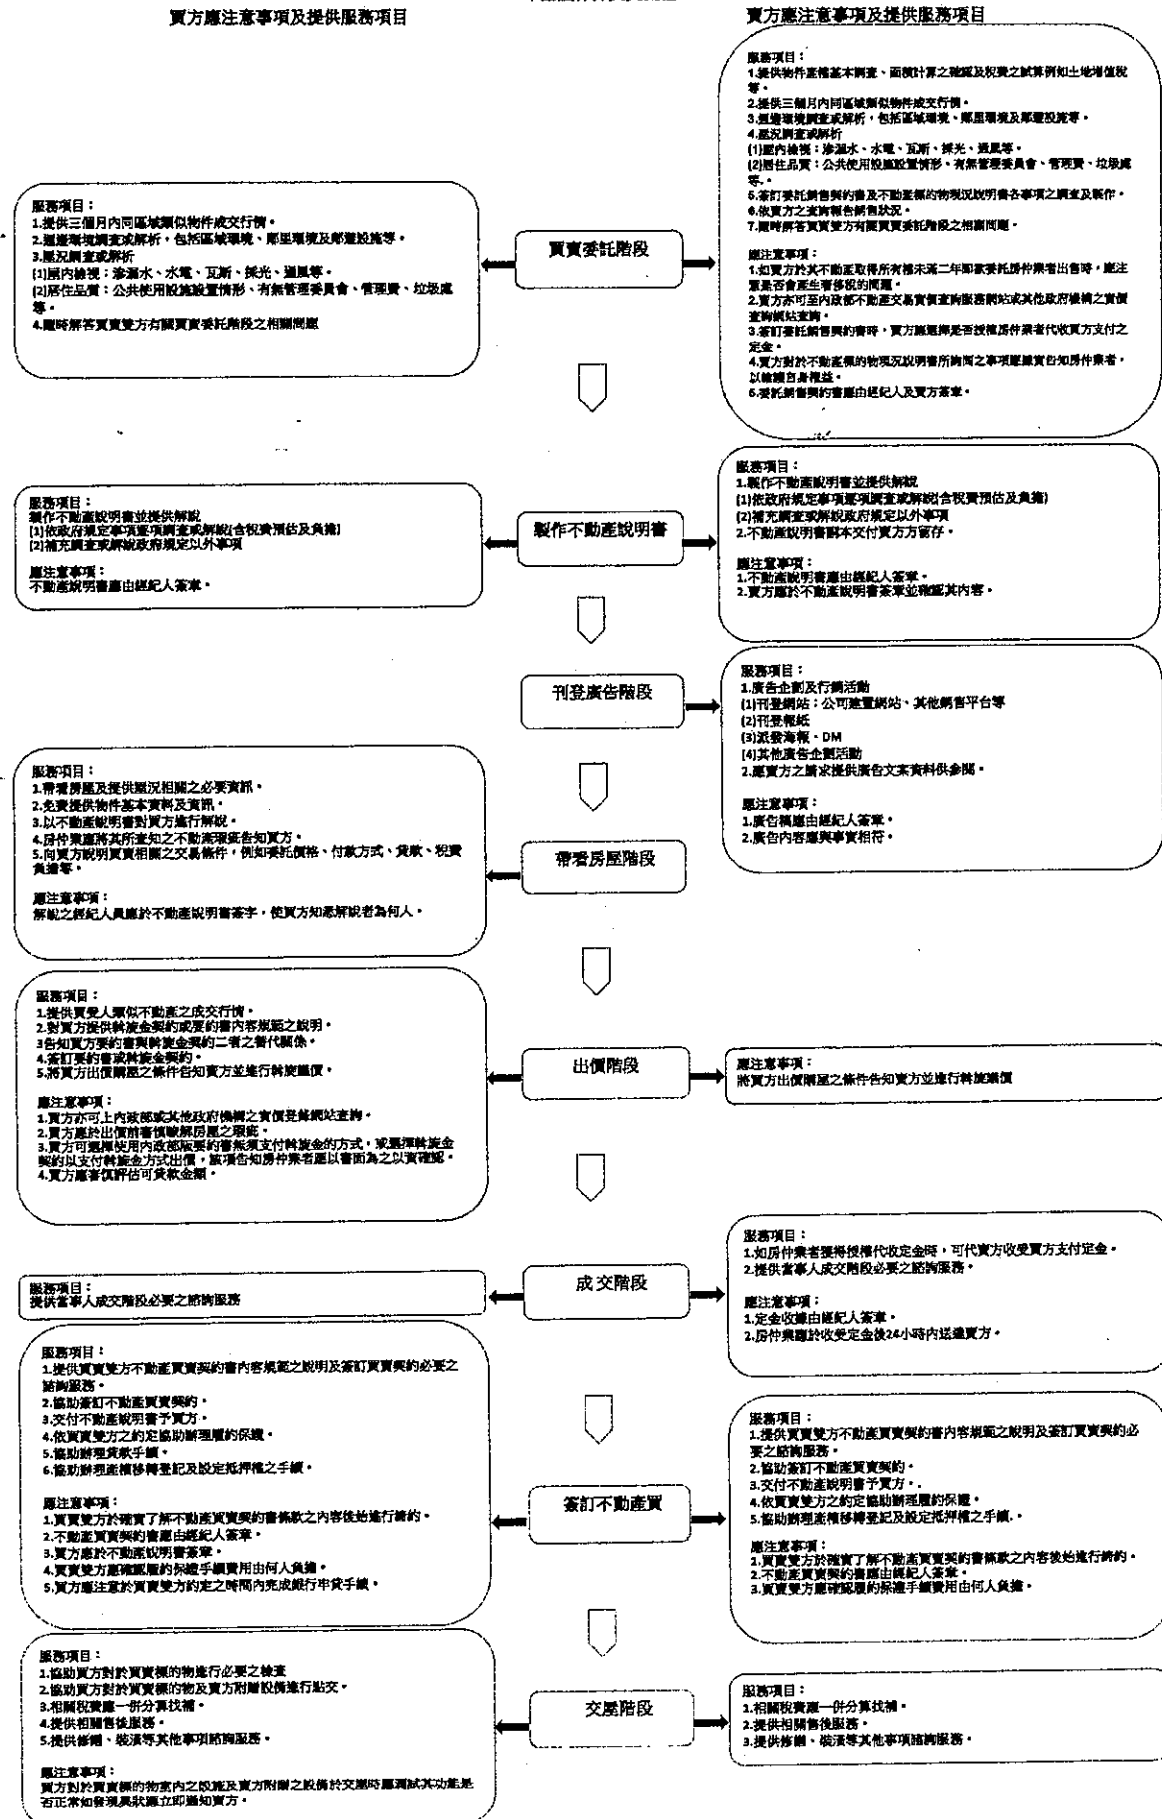 買方應注意事項及提供服務項目
賣方應注意事項及提供服務項目
服務項目：
1.提供物件產權基本調查、面積計算之確認及稅費之試算例如土地增值稅
等。
2.提供三個月內同區域類似物件成交行情。
3.週邊環境調查或解析，包括區域環境、鄰里環境及鄰避設施等。
4.屋況調查或解析
(1)屋內檢視：滲漏水、水電、瓦斯、採光、通風等。
(2)居住品質：公共使用設施設置情形、有無管理委員會、管理費、垃圾處
等.。
5.簽訂委託銷售契約書及不動產標的物現況說明書各事項之調查及製作。
6.依賣方之查詢報告銷售狀況。
7.隨時解答買賣雙方有關買賣委託階段之相關問題。
應注意事項：
1.如賣方於其不動產取得所有權未滿二年即欲委託房仲業者出售時，應注
意是否會產生奢侈稅的問題。
2.賣方亦可至內政部不動產交易實價查詢服務網站或其他政府機構之實價
查詢網站查詢。
3.簽訂委託銷售契約書時，賣方應選擇是否授權房仲業者代收買方支付之
定金。
4.賣方對於不動產標的物現況說明書所詢問之事項應據實告知房仲業者，
以維護自身權益。
5.委託銷售契約書應由經紀人及賣方簽章。
服務項目：
1.提供三個月內同區域類似物件成交行情。
2.週邊環境調查或解析，包括區域環境、鄰里環境及鄰避設施等。
3.屋況調查或解析
(1)屋內檢視：滲漏水、水電、瓦斯、採光、通風等。
(2)居住品質：公共使用設施設置情形、有無管理委員會、管理費、垃圾處
等。
4.隨時解答買賣雙方有關買賣委託階段之相關問題
買賣委託階段
服務項目：
製作不動產說明書並提供解說
(1)依政府規定事項逐項調查或解說(含稅費預估及負擔)
(2)補充調查或解說政府規定以外事項
應注意事項：
不動產說明書應由經紀人簽章。
製作不動產說明書
服務項目：
1.製作不動產說明書並提供解說
(1)依政府規定事項逐項調查或解說(含稅費預估及負擔)
(2)補充調查或解說政府規定以外事項
2.不動產說明書副本交付賣方方留存。
應注意事項：
1.不動產說明書應由經紀人簽章。
2.賣方應於不動產說明書簽章並確認其內容。
刊登廣告階段
服務項目：
1.廣告企劃及行銷活動
(1)刊登網站：公司建置網站、其他銷售平台等
(2)刊登報紙
(3)派發海報、DM
(4)其他廣告企劃活動
2.應賣方之請求提供廣告文案資料供參閱。
應注意事項：
1.廣告稿應由經紀人簽章。
2.廣告內容應與事實相符。
服務項目：
1.帶看房屋及提供屋況相關之必要資訊。
2.免費提供物件基本資料及資訊。
3.以不動產說明書對買方進行解說。
4.房仲業應將其所查知之不動產瑕疵告知買方。
5.向買方說明買賣相關之交易條件，例如委託價格、付款方式、貸款、稅費
負擔等。
應注意事項：
解說之經紀人員應於不動產說明書簽字，使買方知悉解說者為何人。
帶看房屋階段
服務項目：
1.提供買受人類似不動產之成交行情。
2.對買方提供斡旋金契約或要約書內容規範之說明。
3告知買方要約書與斡旋金契約二者之替代關係。
4.簽訂要約書或斡旋金契約。
5.將買方出價購屋之條件告知賣方並進行斡旋議價。
應注意事項：
1.買方亦可上內政部或其他政府機構之實價登錄網站查詢。
2.買方應於出價前審慎瞭解房屋之瑕疵。
3.買方可選擇使用內政部版要約書無須支付斡旋金的方式，或選擇斡旋金
契約以支付斡旋金方式出價，該項告知房仲業者應以書面為之以資確認。
4.買方應審慎評估可貸款金額。
出價階段
應注意事項：
將買方出價購屋之條件告知賣方並進行斡旋議價
服務項目：
提供當事人成交階段必要之諮詢服務
成交階段
服務項目：
1.如房仲業者獲得授權代收定金時，可代賣方收受買方支付定金。
2.提供當事人成交階段必要之諮詢服務。
應注意事項：
1.定金收據由經紀人簽章。
2.房仲業應於收受定金後24小時內送達賣方。
服務項目：
1.提供買賣雙方不動產買賣契約書內容規範之說明及簽訂買賣契約必要之
諮詢服務。
2.協助簽訂不動產買賣契約。
3.交付不動產說明書予買方。
4.依買賣雙方之約定協助辦理履約保證。
5.協助辦理貸款手續。
6.協助辦理產權移轉登記及設定抵押權之手續。
應注意事項：
1.買賣雙方於確實了解不動產買賣契約書條款之內容後始進行締約。
2.不動產買賣契約書應由經紀人簽章。
3.買方應於不動產說明書簽章。
4.買賣雙方應確認履約保證手續費用由何人負擔。
5.買方應注意於買賣雙方約定之時間內完成銀行申貸手續。
簽訂不動產買
服務項目：
1.提供買賣雙方不動產買賣契約書內容規範之說明及簽訂買賣契約必
要之諮詢服務。
2.協助簽訂不動產買賣契約。
3.交付不動產說明書予買方。.
4.依買賣雙方之約定協助辦理履約保證。
5.協助辦理產權移轉登記及設定抵押權之手續.。
應注意事項：
1.買賣雙方於確實了解不動產買賣契約書條款之內容後始進行締約。
2.不動產買賣契約書應由經紀人簽章。
3.買賣雙方應確認履約保證手續費用由何人負擔。
服務項目：
1.協助買方對於買賣標的物進行必要之檢查
2.協助買方對於買賣標的物及賣方附贈設備進行點交。
3.相關稅費應一併分算找補。
4.提供相關售後服務。
5.提供修繕、裝潢等其他事項諮詢服務。
應注意事項：
買方對於買賣標的物室內之設施及賣方附贈之設備於交屋時應測試其功能是
否正常如發現異狀應立即通知賣方。
交屋階段
服務項目：
1.相關稅費應一併分算找補。
2.提供相關售後服務。
3.提供修繕、裝潢等其他事項諮詢服務。